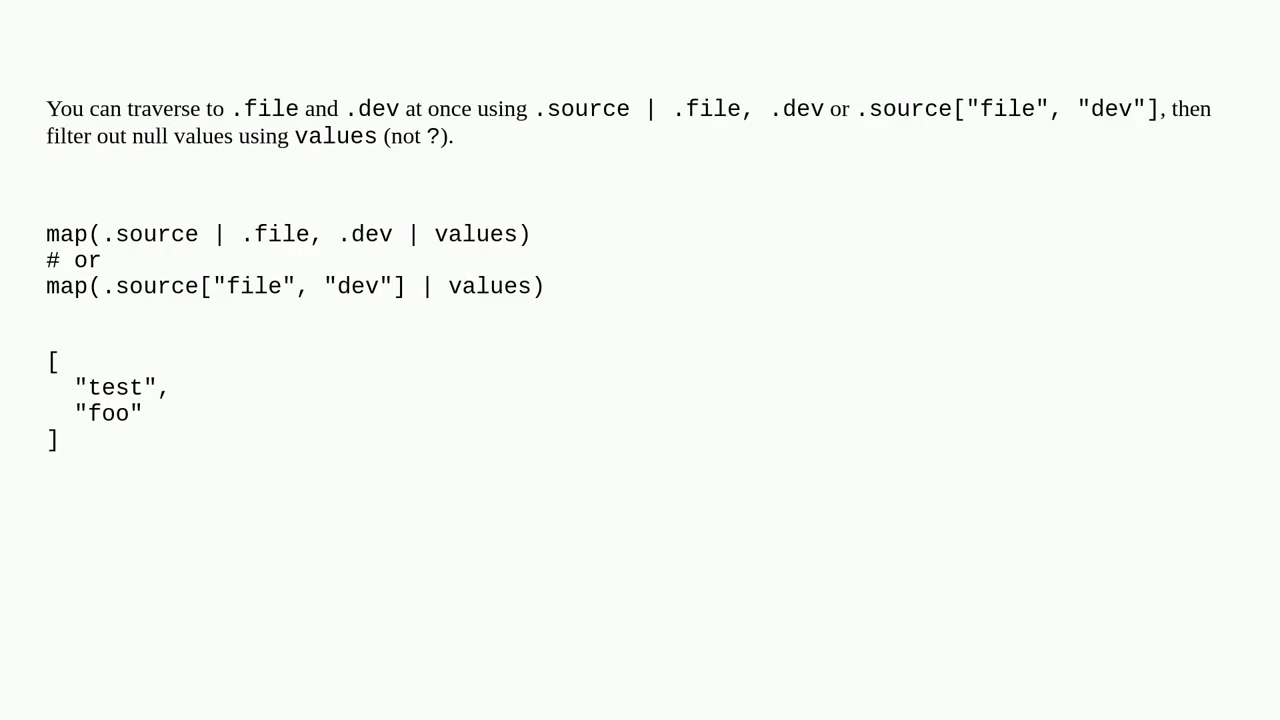 You can traverse to .file and .dev at once using .source | .file, .dev or .source["file", "dev"], then
filter out null values using values (not ?).
map(.source | .file, .dev | values)
# or
map(.source["file", "dev"] | values)
[
  "test",
  "foo"
]